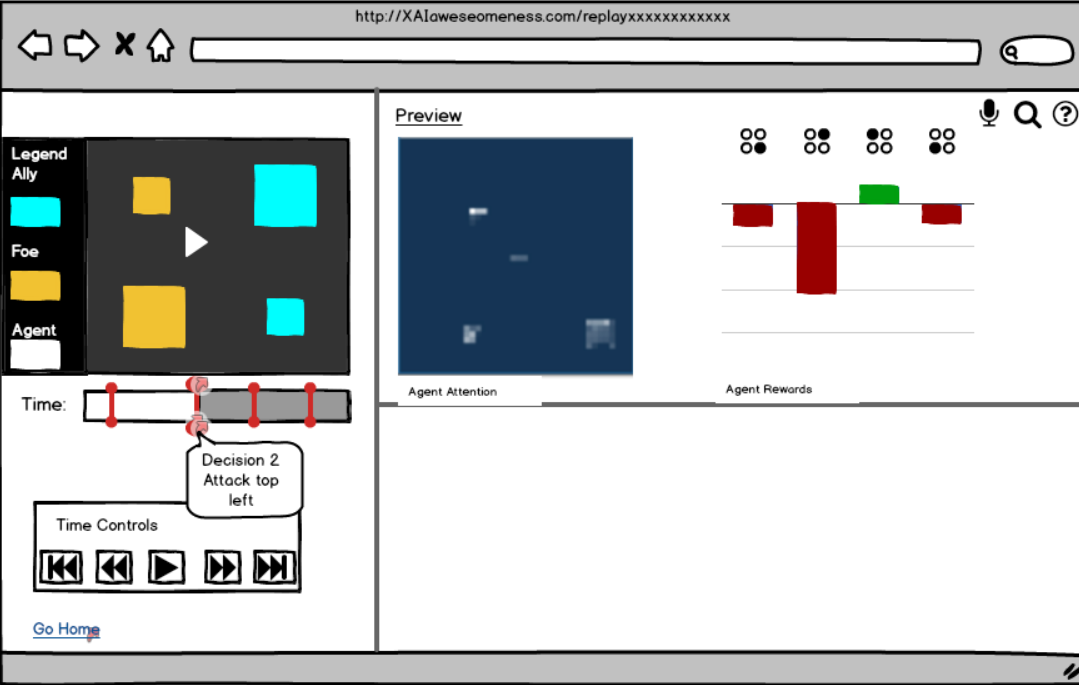 http://XAIaweseomeness.com/replayxxxxxxxxxxxx
Legend
Ally
Foe
Agent
Time:
Decision 2
Attack top
left
Time Controls
Go Home
Preview
Agent Attention
Agent Rewards
?